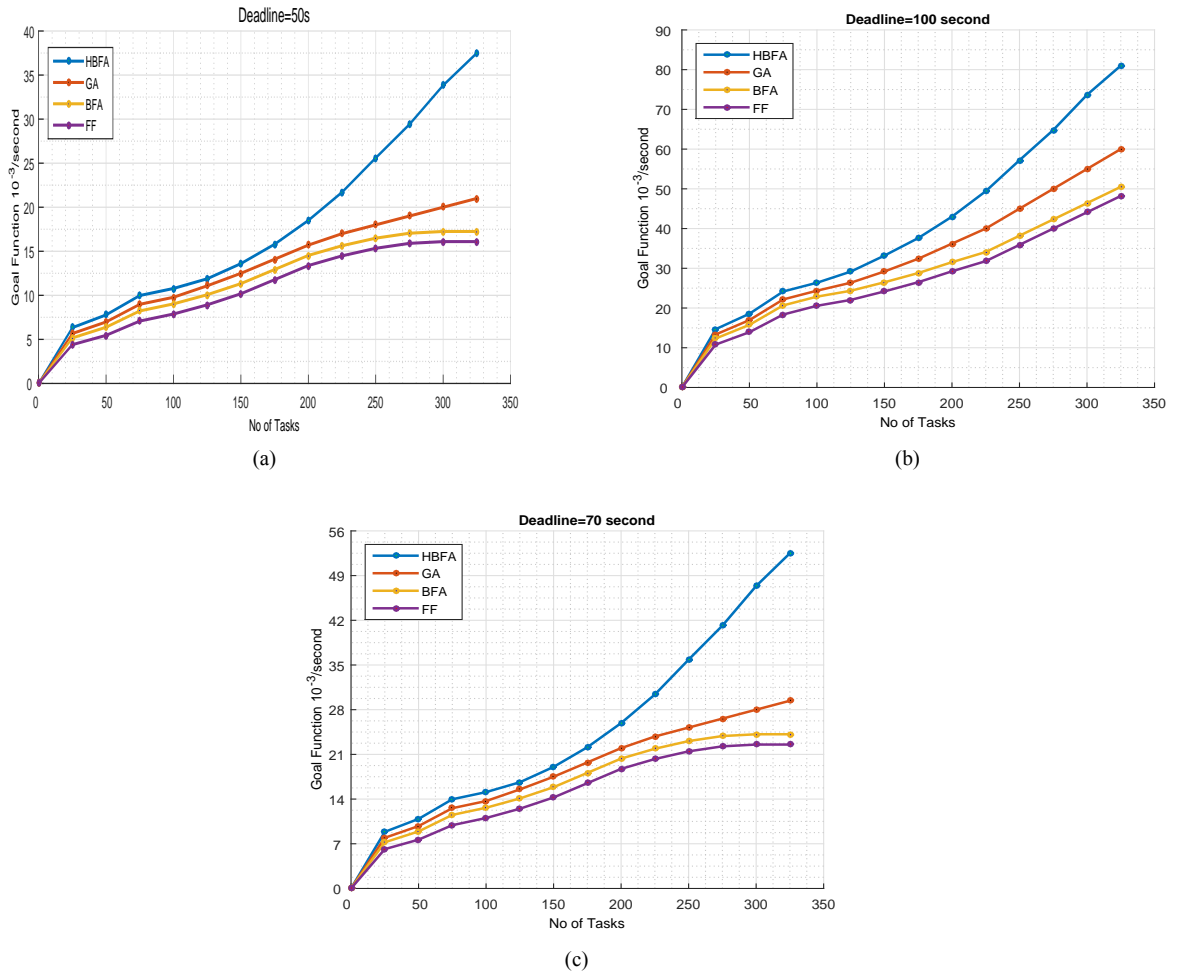 Deadline=50s
40
35
30
25
20
15
10
5
0
Goal Function 10^-3/second
HBFA
GA
BFA
FF
0 50 100 150 200 250 300 350
No of Tasks
(a)
Deadline=100 second
90
80
70
60
50
40
30
20
10
0
Goal Function 10^-3/second
HBFA
GA
BFA
FF
0 50 100 150 200 250 300 350
No of Tasks
(b)
Deadline=70 second
56
49
42
35
28
21
14
7
0
Goal Function 10^-3/second
HBFA
GA
BFA
FF
0 50 100 150 200 250 300 350
No of Tasks
(c)